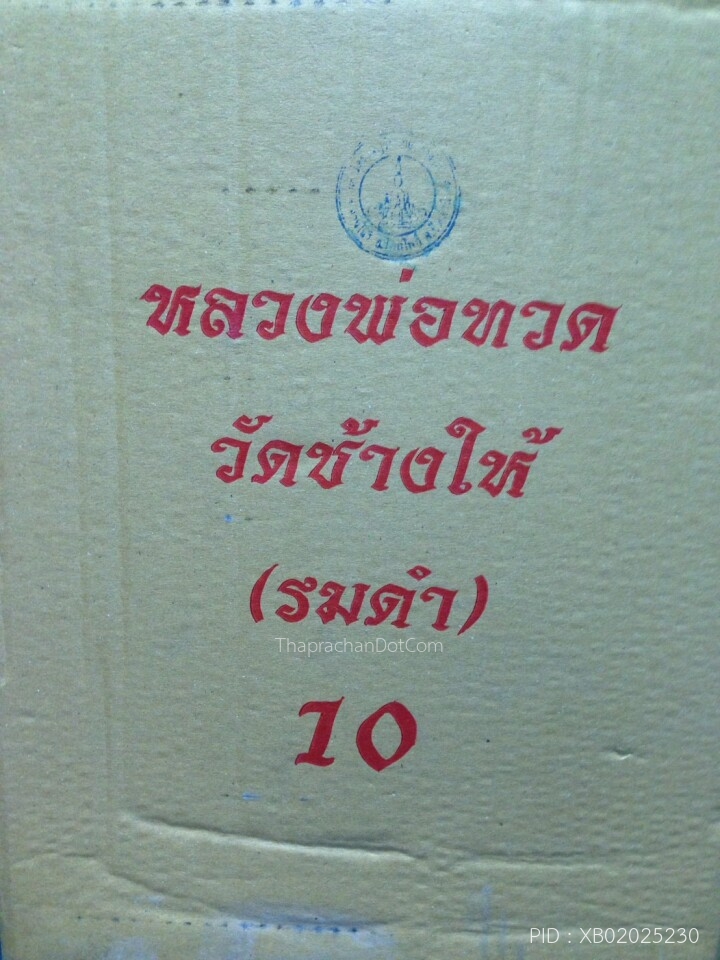 หลวงพ่อทวด
วัดช้างให้
(รมดำ)
ThaprachanDotCom
10
PID : XB02025230